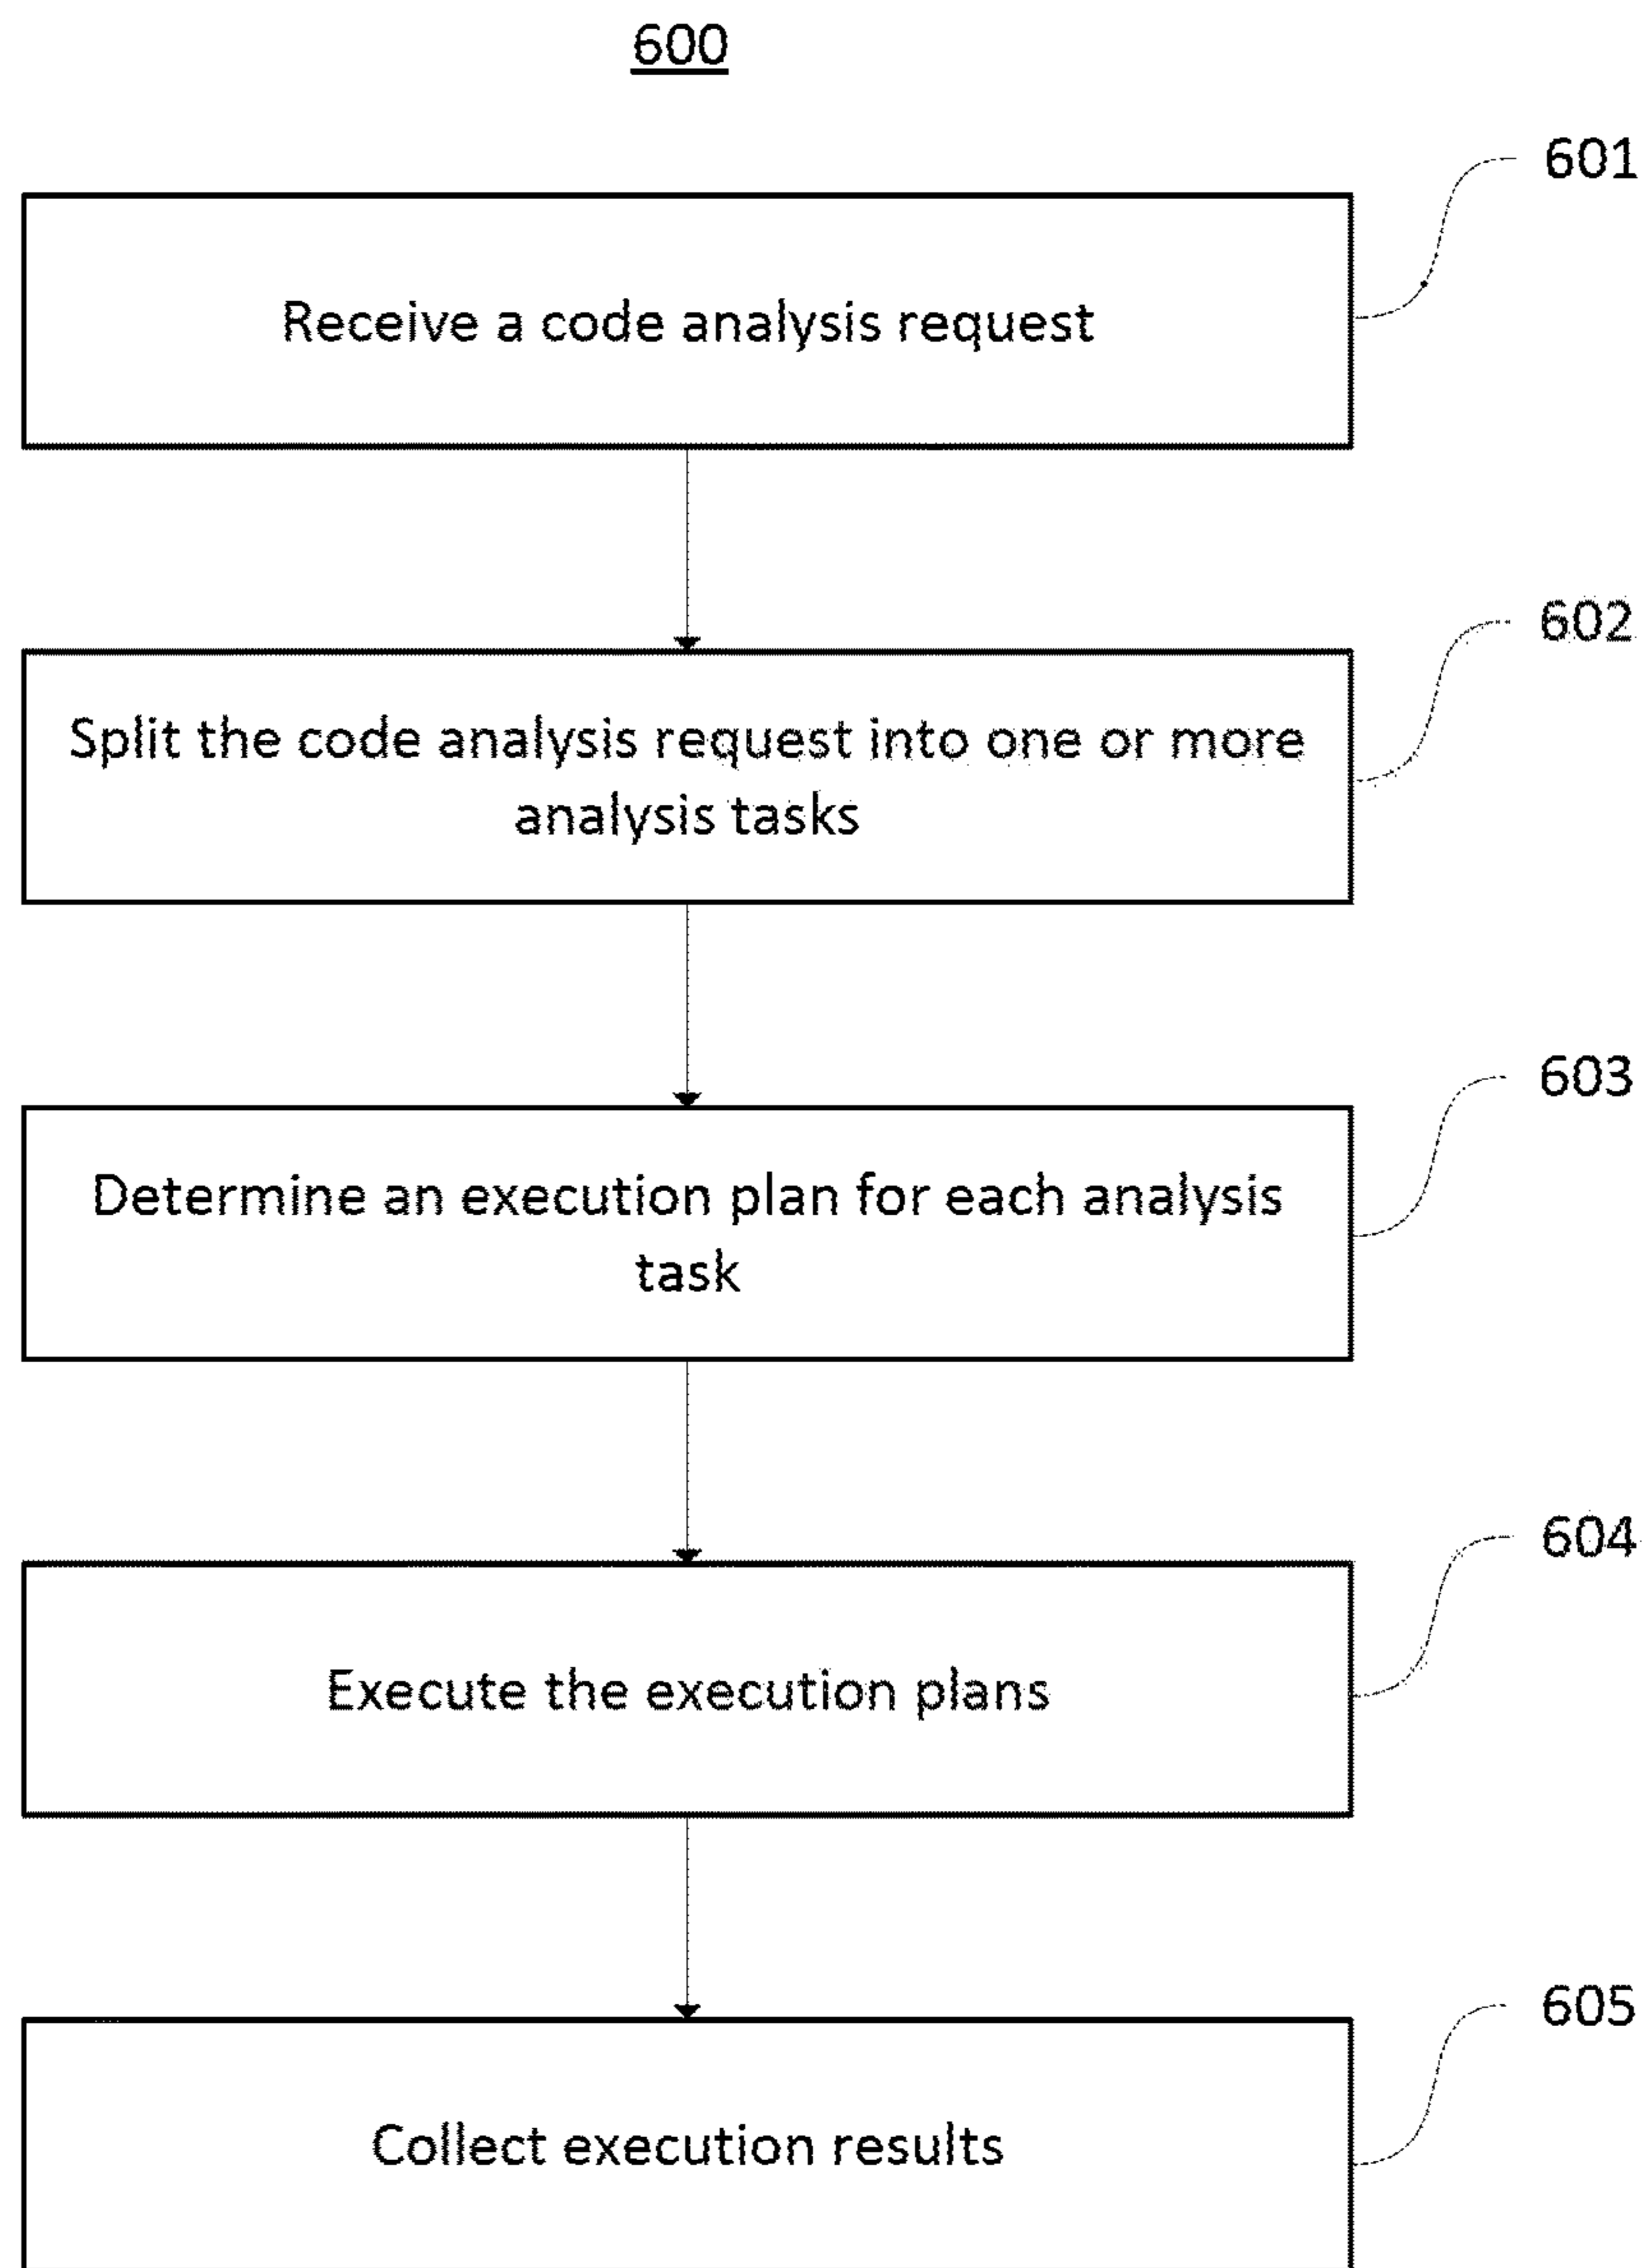 600
601
Receive a code analysis request
602
Split the code analysis request into one or more
analysis tasks
603
Determine an execution plan for each analysis
task
604
Execute the execution plans
605
Collect execution results